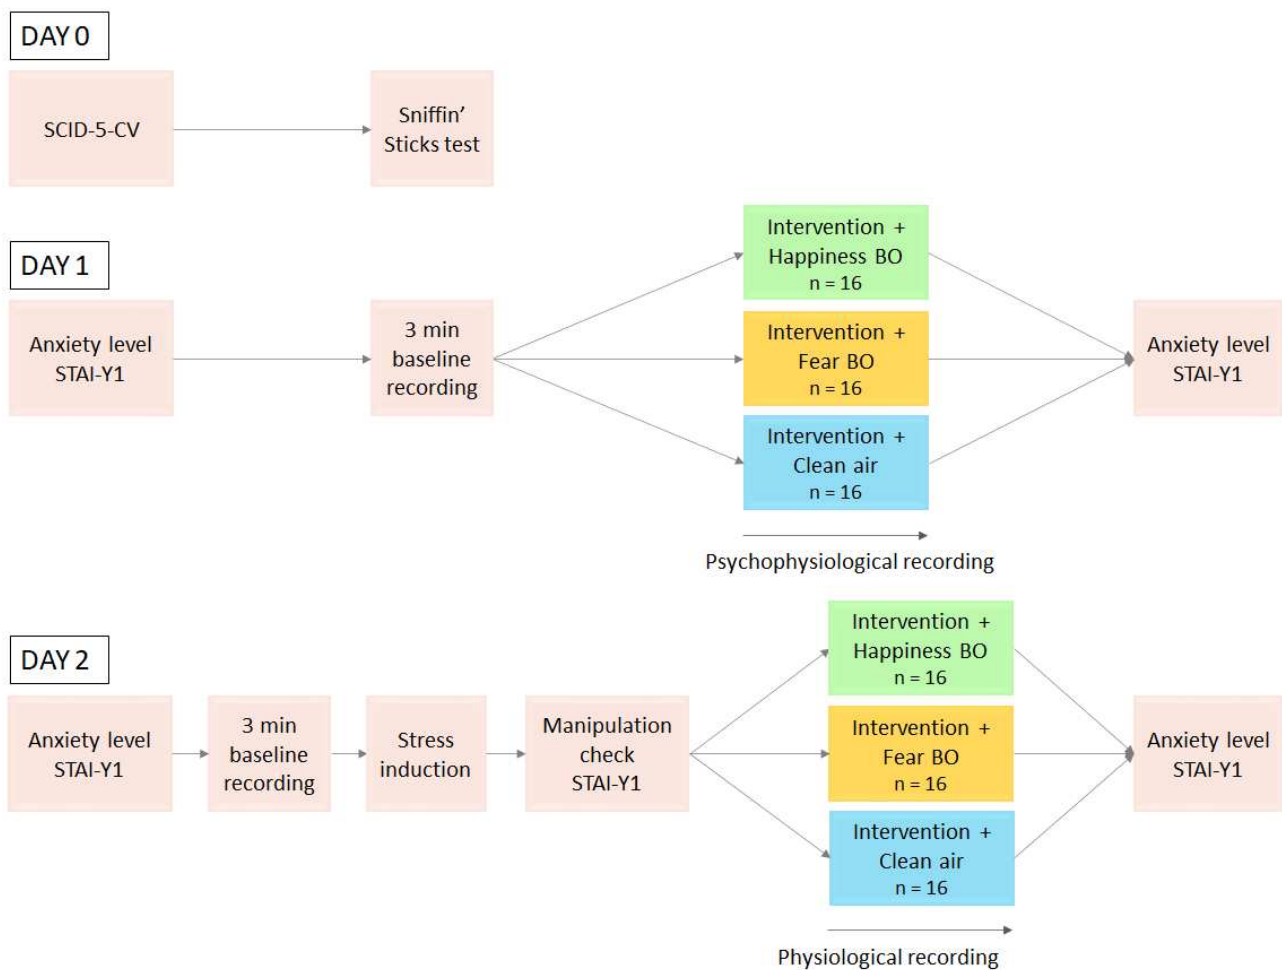 DAY 0
SCID-5-CV
Sniffin’
Sticks test
DAY 1
Anxiety level
STAI-Y1
3 min
baseline
recording
Intervention +
Happiness BO
n = 16
Intervention +
Fear BO
n = 16
Intervention +
Clean air
n = 16
Anxiety level
STAI-Y1
Psychophysiological recording
DAY 2
Anxiety level
STAI-Y1
3 min
baseline
recording
Stress
induction
Manipulation
check
STAI-Y1
Intervention +
Happiness BO
n = 16
Intervention +
Fear BO
n = 16
Intervention +
Clean air
n = 16
Anxiety level
STAI-Y1
Physiological recording